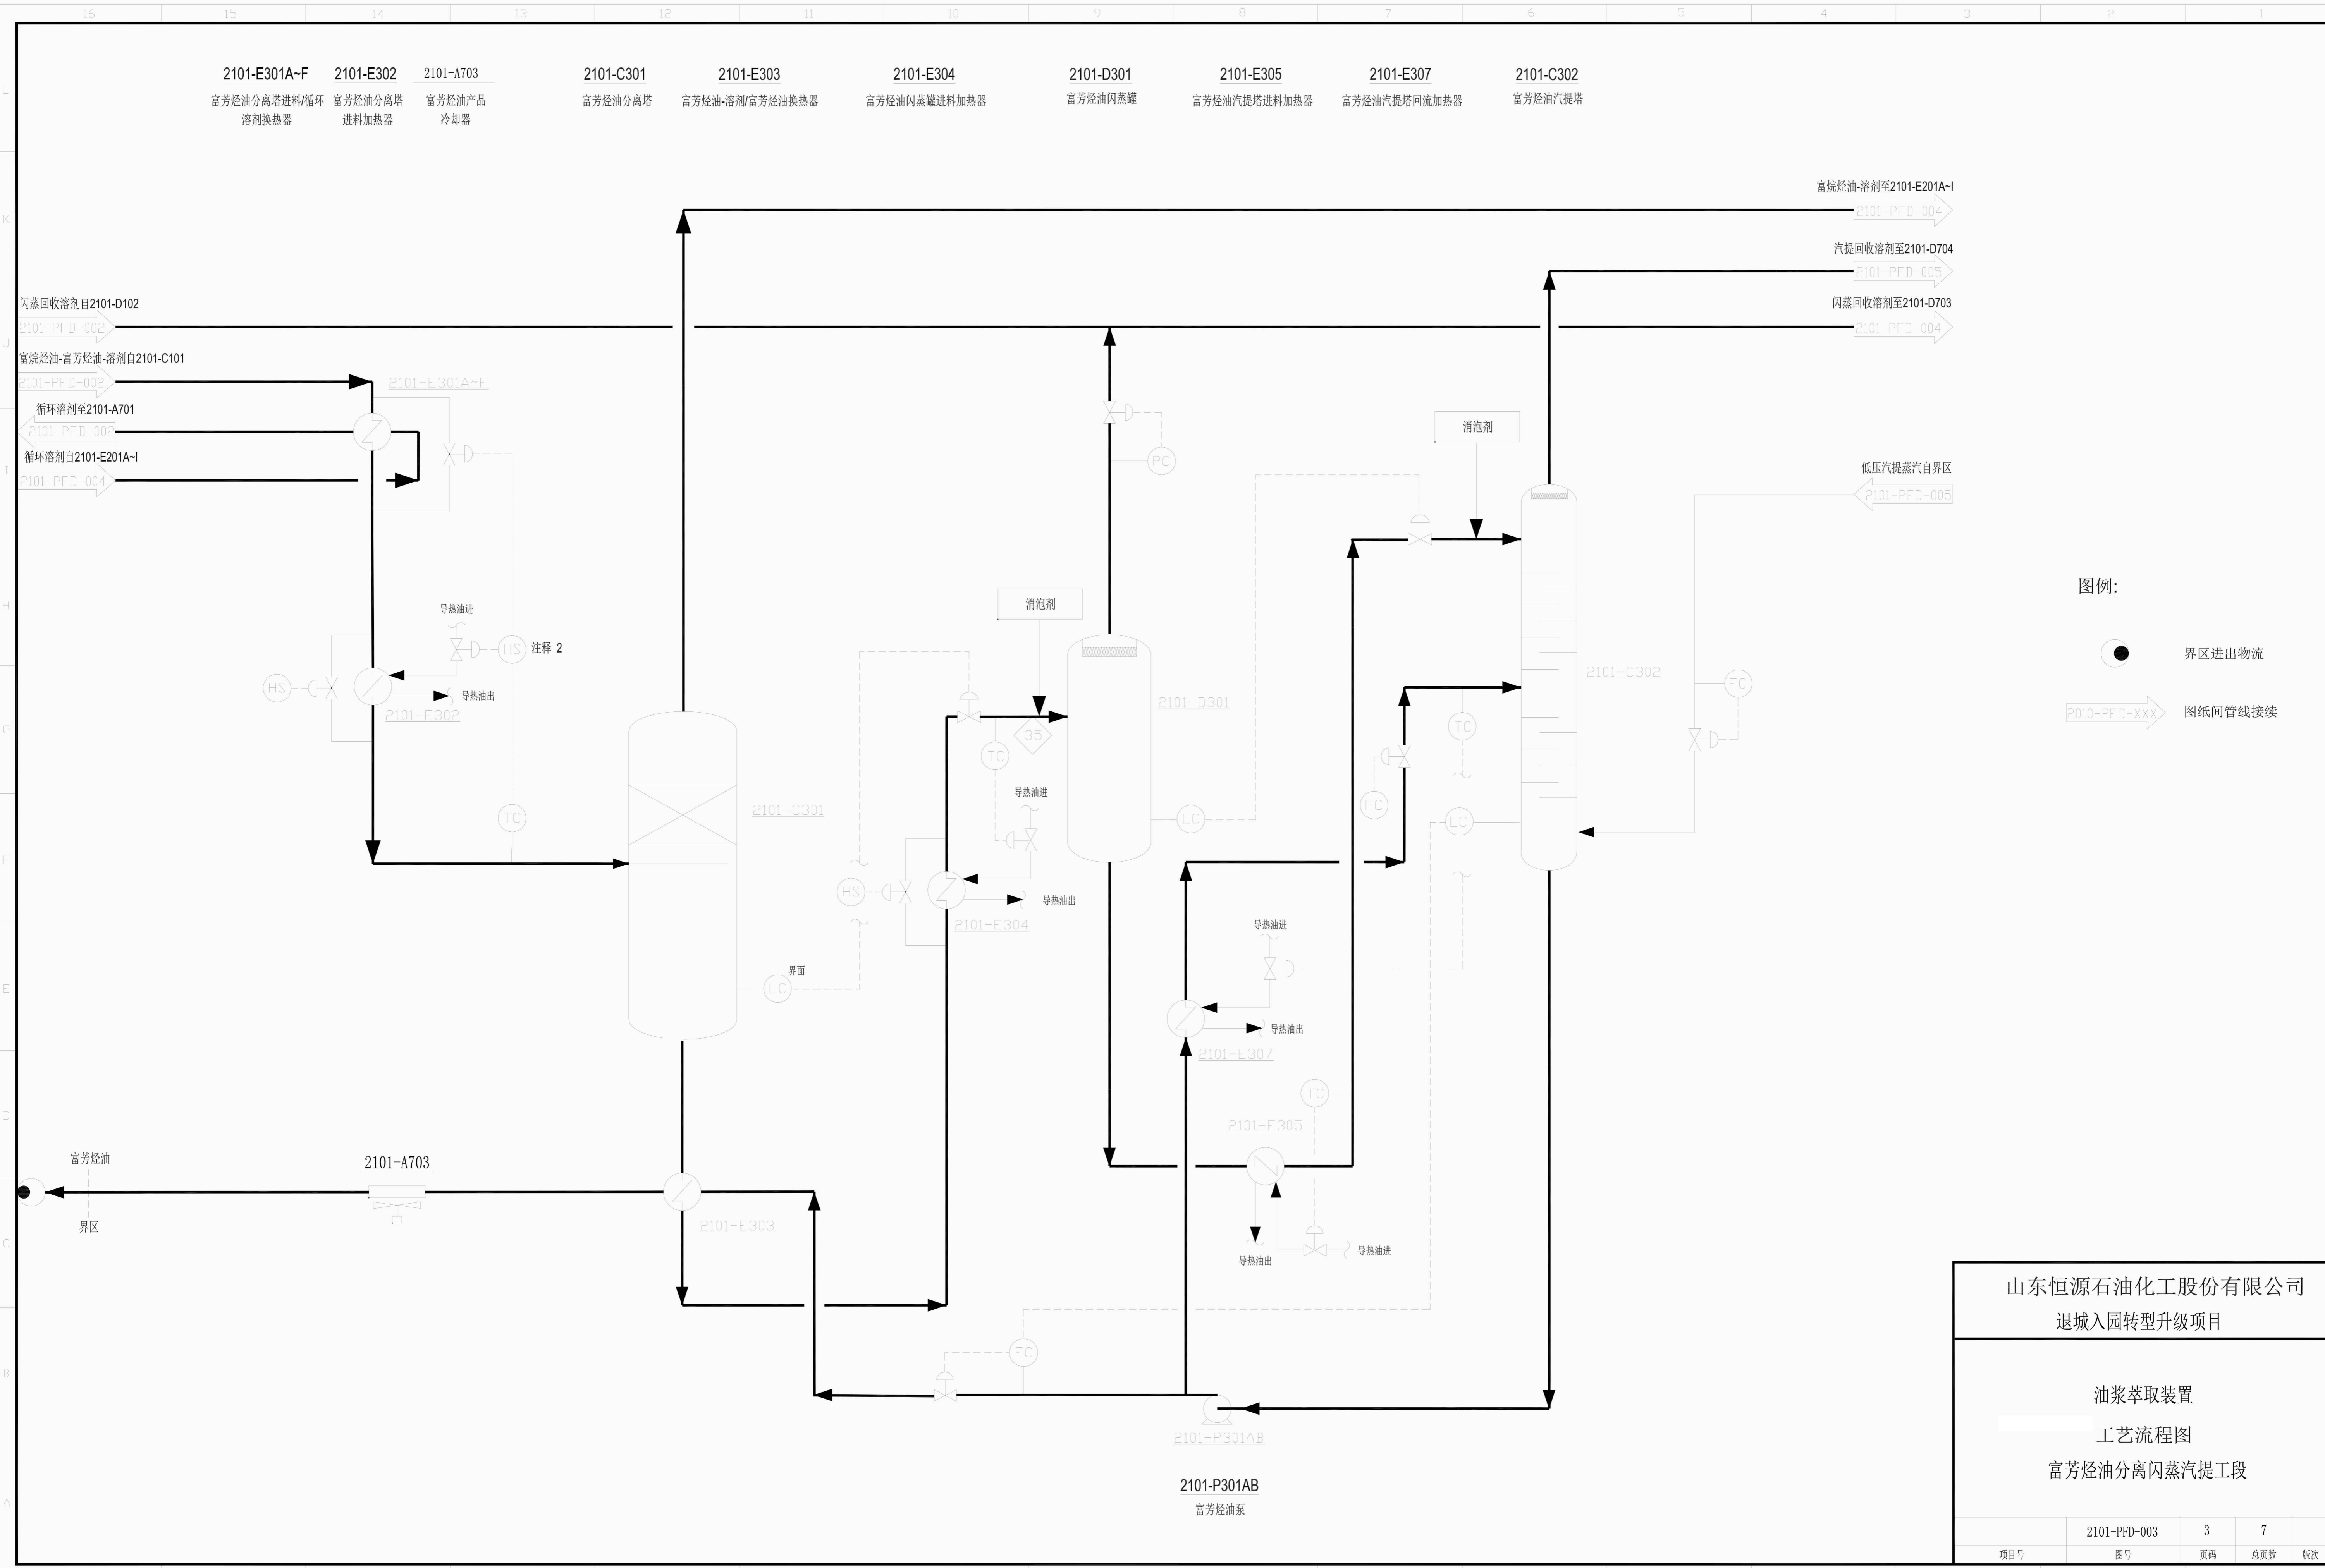 16 15 14 13 12 11 10 9 8 7 6 5 4 3 2 1
L
K
J
I
H
G
F
E
D
C
B
A
2101-E301A~F
富芳烃油分离塔进料/循环
溶剂换热器
2101-E302
富芳烃油分离塔
进料加热器
2101-A703
富芳烃油产品
冷却器
2101-C301
富芳烃油分离塔
2101-E303
富芳烃油-溶剂/富芳烃油换热器
2101-E304
富芳烃油闪蒸罐进料加热器
2101-D301
富芳烃油闪蒸罐
2101-E305
富芳烃油汽提塔进料加热器
2101-E307
富芳烃油汽提塔回流加热器
2101-C302
富芳烃油汽提塔
富烷烃油-溶剂至2101-E201A~I
2101-PFD-004
汽提回收溶剂至2101-D704
2101-PFD-005
闪蒸回收溶剂至2101-D703
2101-PFD-004
闪蒸回收溶剂自2101-D102
2101-PFD-002
富烷烃油-富芳烃油-溶剂自2101-C101
2101-PFD-002
循环溶剂至2101-A701
2101-PFD-002
循环溶剂自2101-E201A~I
2101-PFD-004
2101-E301A~F
PC
消泡剂
低压汽提蒸汽自界区
2101-PFD-005
图例:
界区进出物流
2010-PFD-XXX
图纸间管线接续
导热油进
HS
注释 2
HS
导热油出
2101-E302
TC
消泡剂
35
TC
导热油进
2101-D301
2101-C301
LC
HS
导热油出
2101-E304
界面
LC
2101-C302
TC
FC
FC
LC
导热油进
导热油出
2101-E307
TC
2101-E305
导热油出
导热油进
富芳烃油
界区
2101-A703
2101-E303
FC
2101-P301AB
2101-P301AB
富芳烃油泵
山东恒源石油化工股份有限公司
退城入园转型升级项目
油浆萃取装置
工艺流程图
富芳烃油分离闪蒸汽提工段
2101-PFD-003 3 7
项目号 图号 页码 总页数 版次